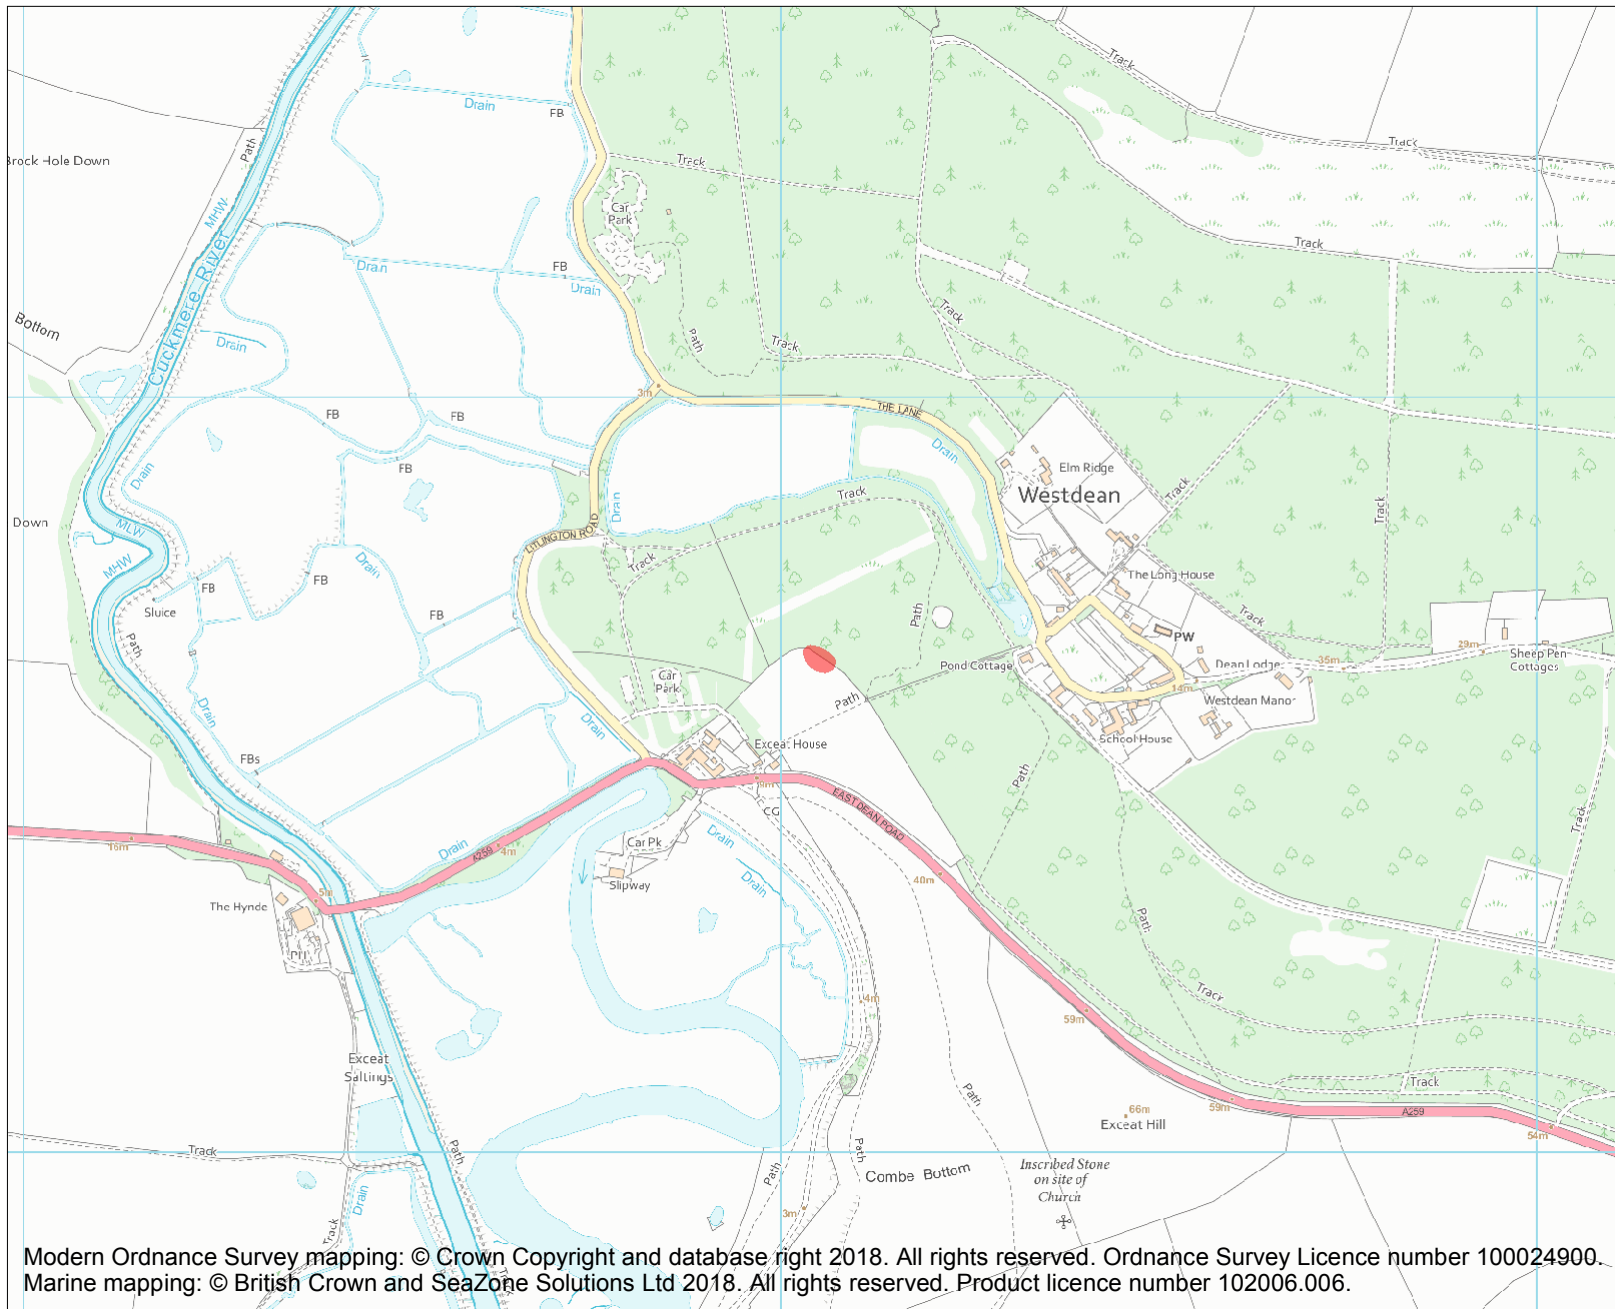 Track
Drain
FB
Path
Track
Brock Hole Down
Track
Car
Park
MHW
Cuckmere River
Track
Drain
FB
Drain
Track
Bottom
Drain
Path
Track
3m
THE LANE
FB
FB
Drain
Elm Ridge
FB
Drain
Westdean
Track
Track
Drain
Track
Down
MLW
LITLINGTON ROAD
Path
MHW
Drain
Track
The Long House
FB
FB
Sluice
FB
Path
Track
Path
PW
29m
Sheep Pen
Cottages
Pond Cottage
Dean Lodge
35m
Car
Park
14m
Westdean Manor
Path
Drain
Drain
Exceat House
School House
FBs
Path
9m
EAST DEAN ROAD
CG
Track
Drain
Car Pk
16m
A259
4m
Drain
Drain
Slipway
40m
5m
The Hynde
Path
PH
Track
4m
59m
Exceat
Saltings
Path
Track
66m
59m
A259
Exceat Hill
54m
Track
Path
Path
Path
Combe Bottom
Inscribed Stone
on site of
Church
Drain
3m
Track
Track
Modern Ordnance Survey mapping: © Crown Copyright and database right 2018. All rights reserved. Ordnance Survey Licence number 100024900.
Marine mapping: © British Crown and SeaZone Solutions Ltd 2018. All rights reserved. Product licence number 102006.006.